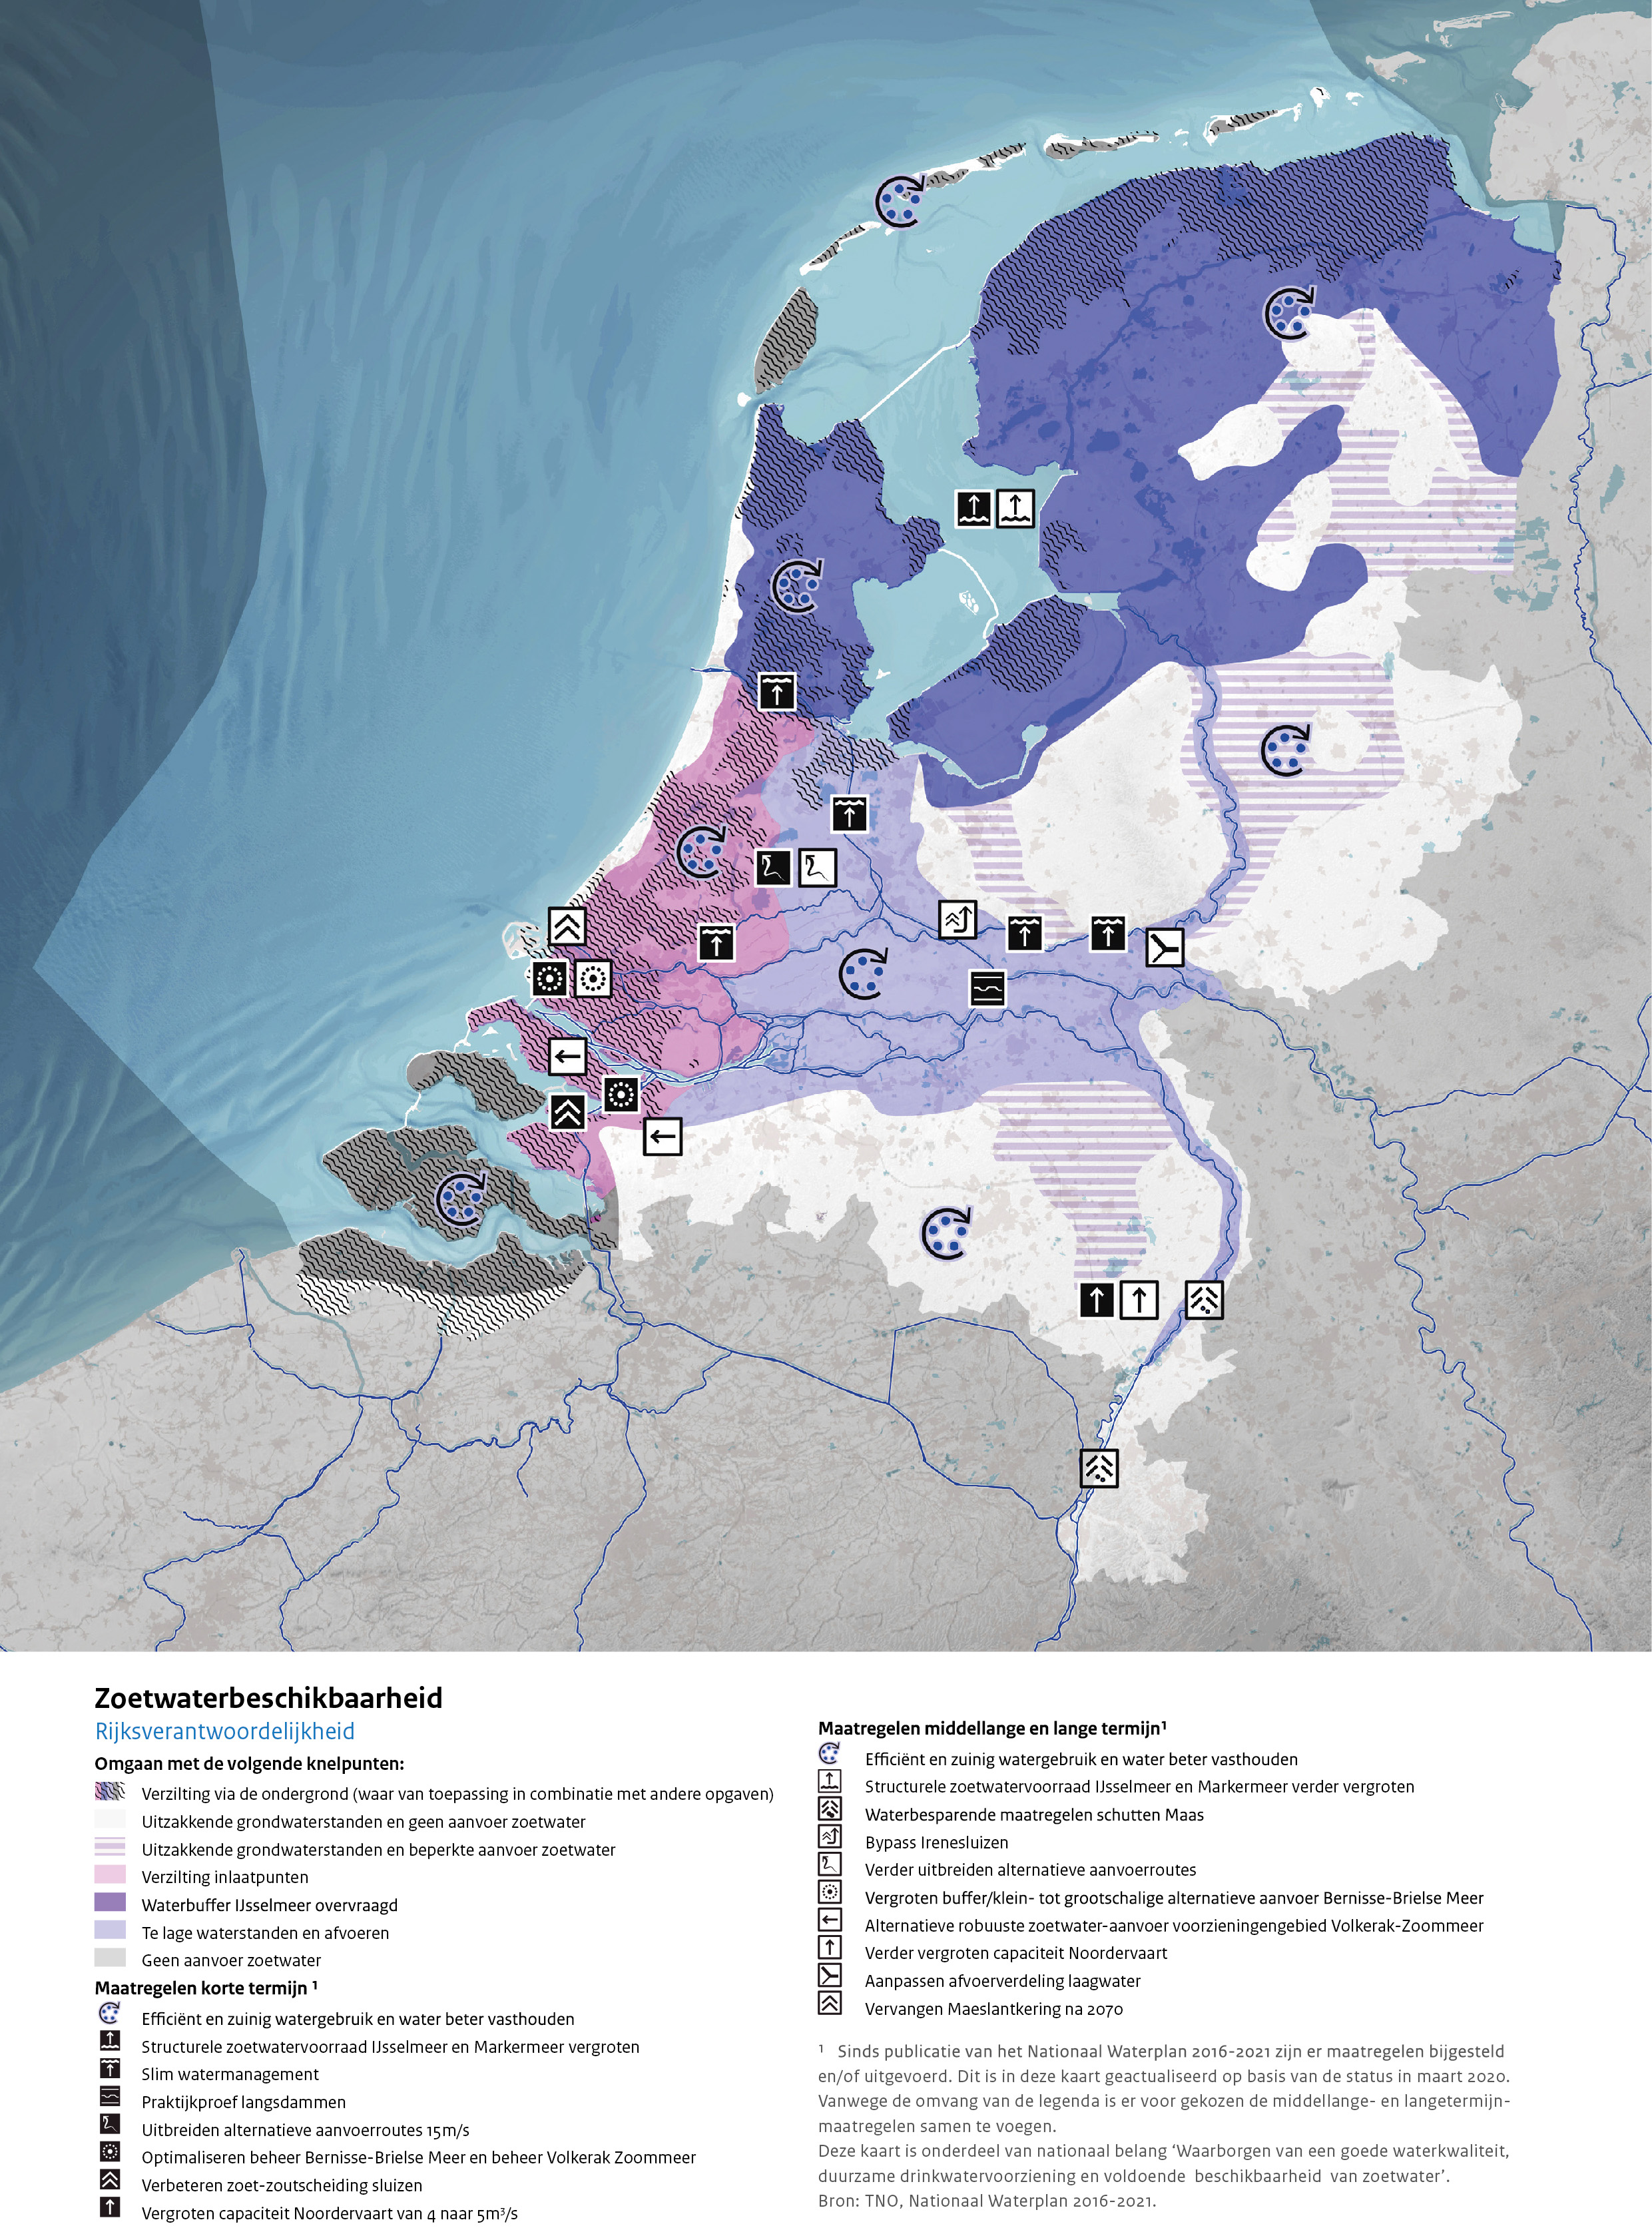 Zoetwaterbeschikbaarheid
Rijksverantwoordelijkheid
Omgaan met de volgende knelpunten:
Verzilting via de ondergrond (waar van toepassing in combinatie met andere opgaven)
Uitzakkende grondwaterstanden en geen aanvoer zoetwater
Uitzakkende grondwaterstanden en beperkte aanvoer zoetwater
Verzilting inlaatpunten
Waterbuffer IJsselmeer overvraagd
Te lage waterstanden en afvoeren
Geen aanvoer zoetwater
Maatregelen korte termijn ¹
Efficiënt en zuinig watergebruik en water beter vasthouden
Structurele zoetwatervoorraad IJsselmeer en Markermeer vergroten
Slim watermanagement
Praktijkproef langsdammen
Uitbreiden alternatieve aanvoerroutes 15m/s
Optimaliseren beheer Bernisse-Brielse Meer en beheer Volkerak Zoommeer
Verbeteren zoet-zoutscheiding sluizen
Vergroten capaciteit Noordervaart van 4 naar 5m³/s
Maatregelen middellange en lange termijn¹
Efficiënt en zuinig watergebruik en water beter vasthouden
Structurele zoetwatervoorraad IJsselmeer en Markermeer verder vergroten
Waterbesparende maatregelen schutten Maas
Bypass Irenesluizen
Verder uitbreiden alternatieve aanvoerroutes
Vergroten buffer/klein- tot grootschalige alternatieve aanvoer Bernisse-Brielse Meer
Alternatieve robuuste zoetwater-aanvoer voorzieningengebied Volkerak-Zoommeer
Verder vergroten capaciteit Noordervaart
Aanpassen afvoerverdeling laagwater
Vervangen Maeslantkering na 2070
¹ Sinds publicatie van het Nationaal Waterplan 2016-2021 zijn er maatregelen bijgesteld
en/of uitgevoerd. Dit is in deze kaart geactualiseerd op basis van de status in maart 2020.
Vanwege de omvang van de legenda is er voor gekozen de middellange- en langetermijn-
maatregelen samen te voegen.
Deze kaart is onderdeel van nationaal belang ‘Waarborgen van een goede waterkwaliteit,
duurzame drinkwatervoorziening en voldoende beschikbaarheid van zoetwater’.
Bron: TNO, Nationaal Waterplan 2016-2021.